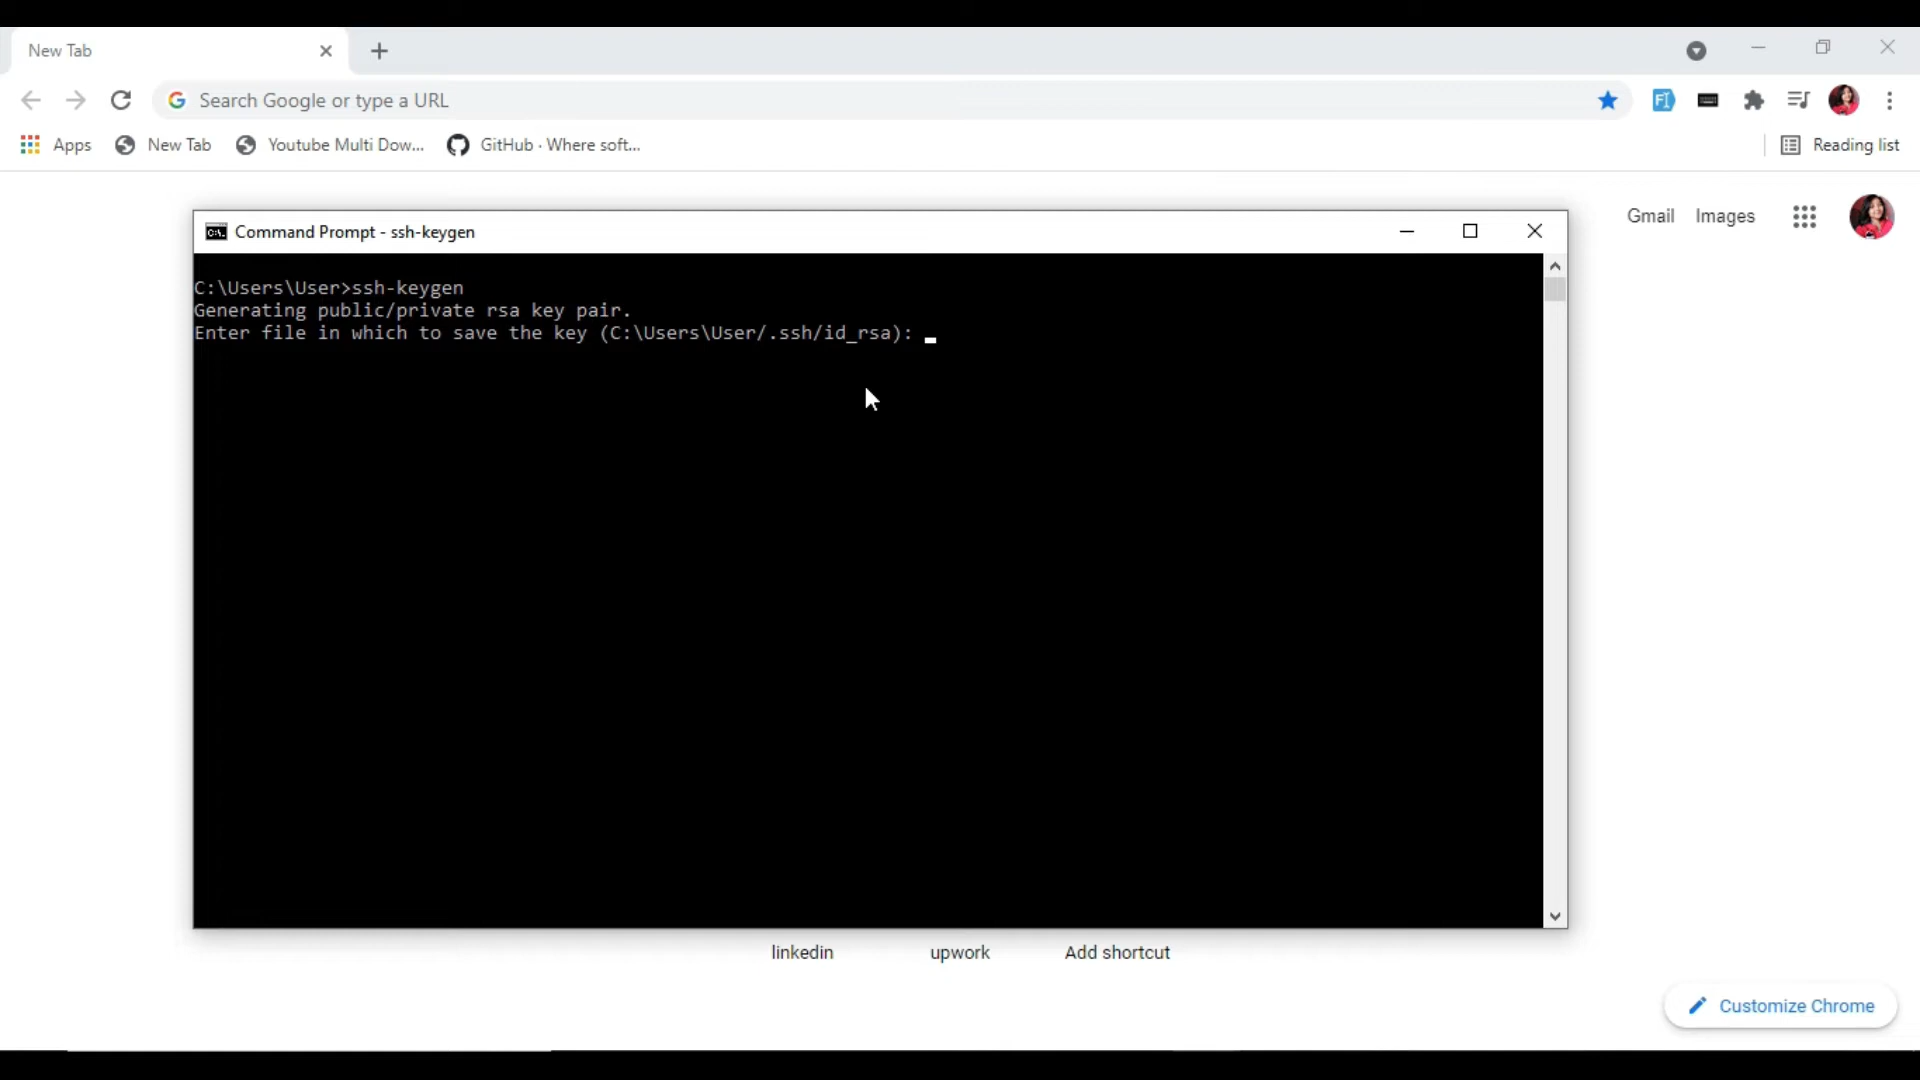 New Tab
Search Google or type a URL
Apps New Tab Youtube Multi Dow... GitHub · Where soft... Reading list
Gmail Images
Command Prompt - ssh-keygen
C:\Users\User>ssh-keygen
Generating public/private rsa key pair.
Enter file in which to save the key (C:\Users\User/.ssh/id_rsa):
linkedin upwork Add shortcut
Customize Chrome